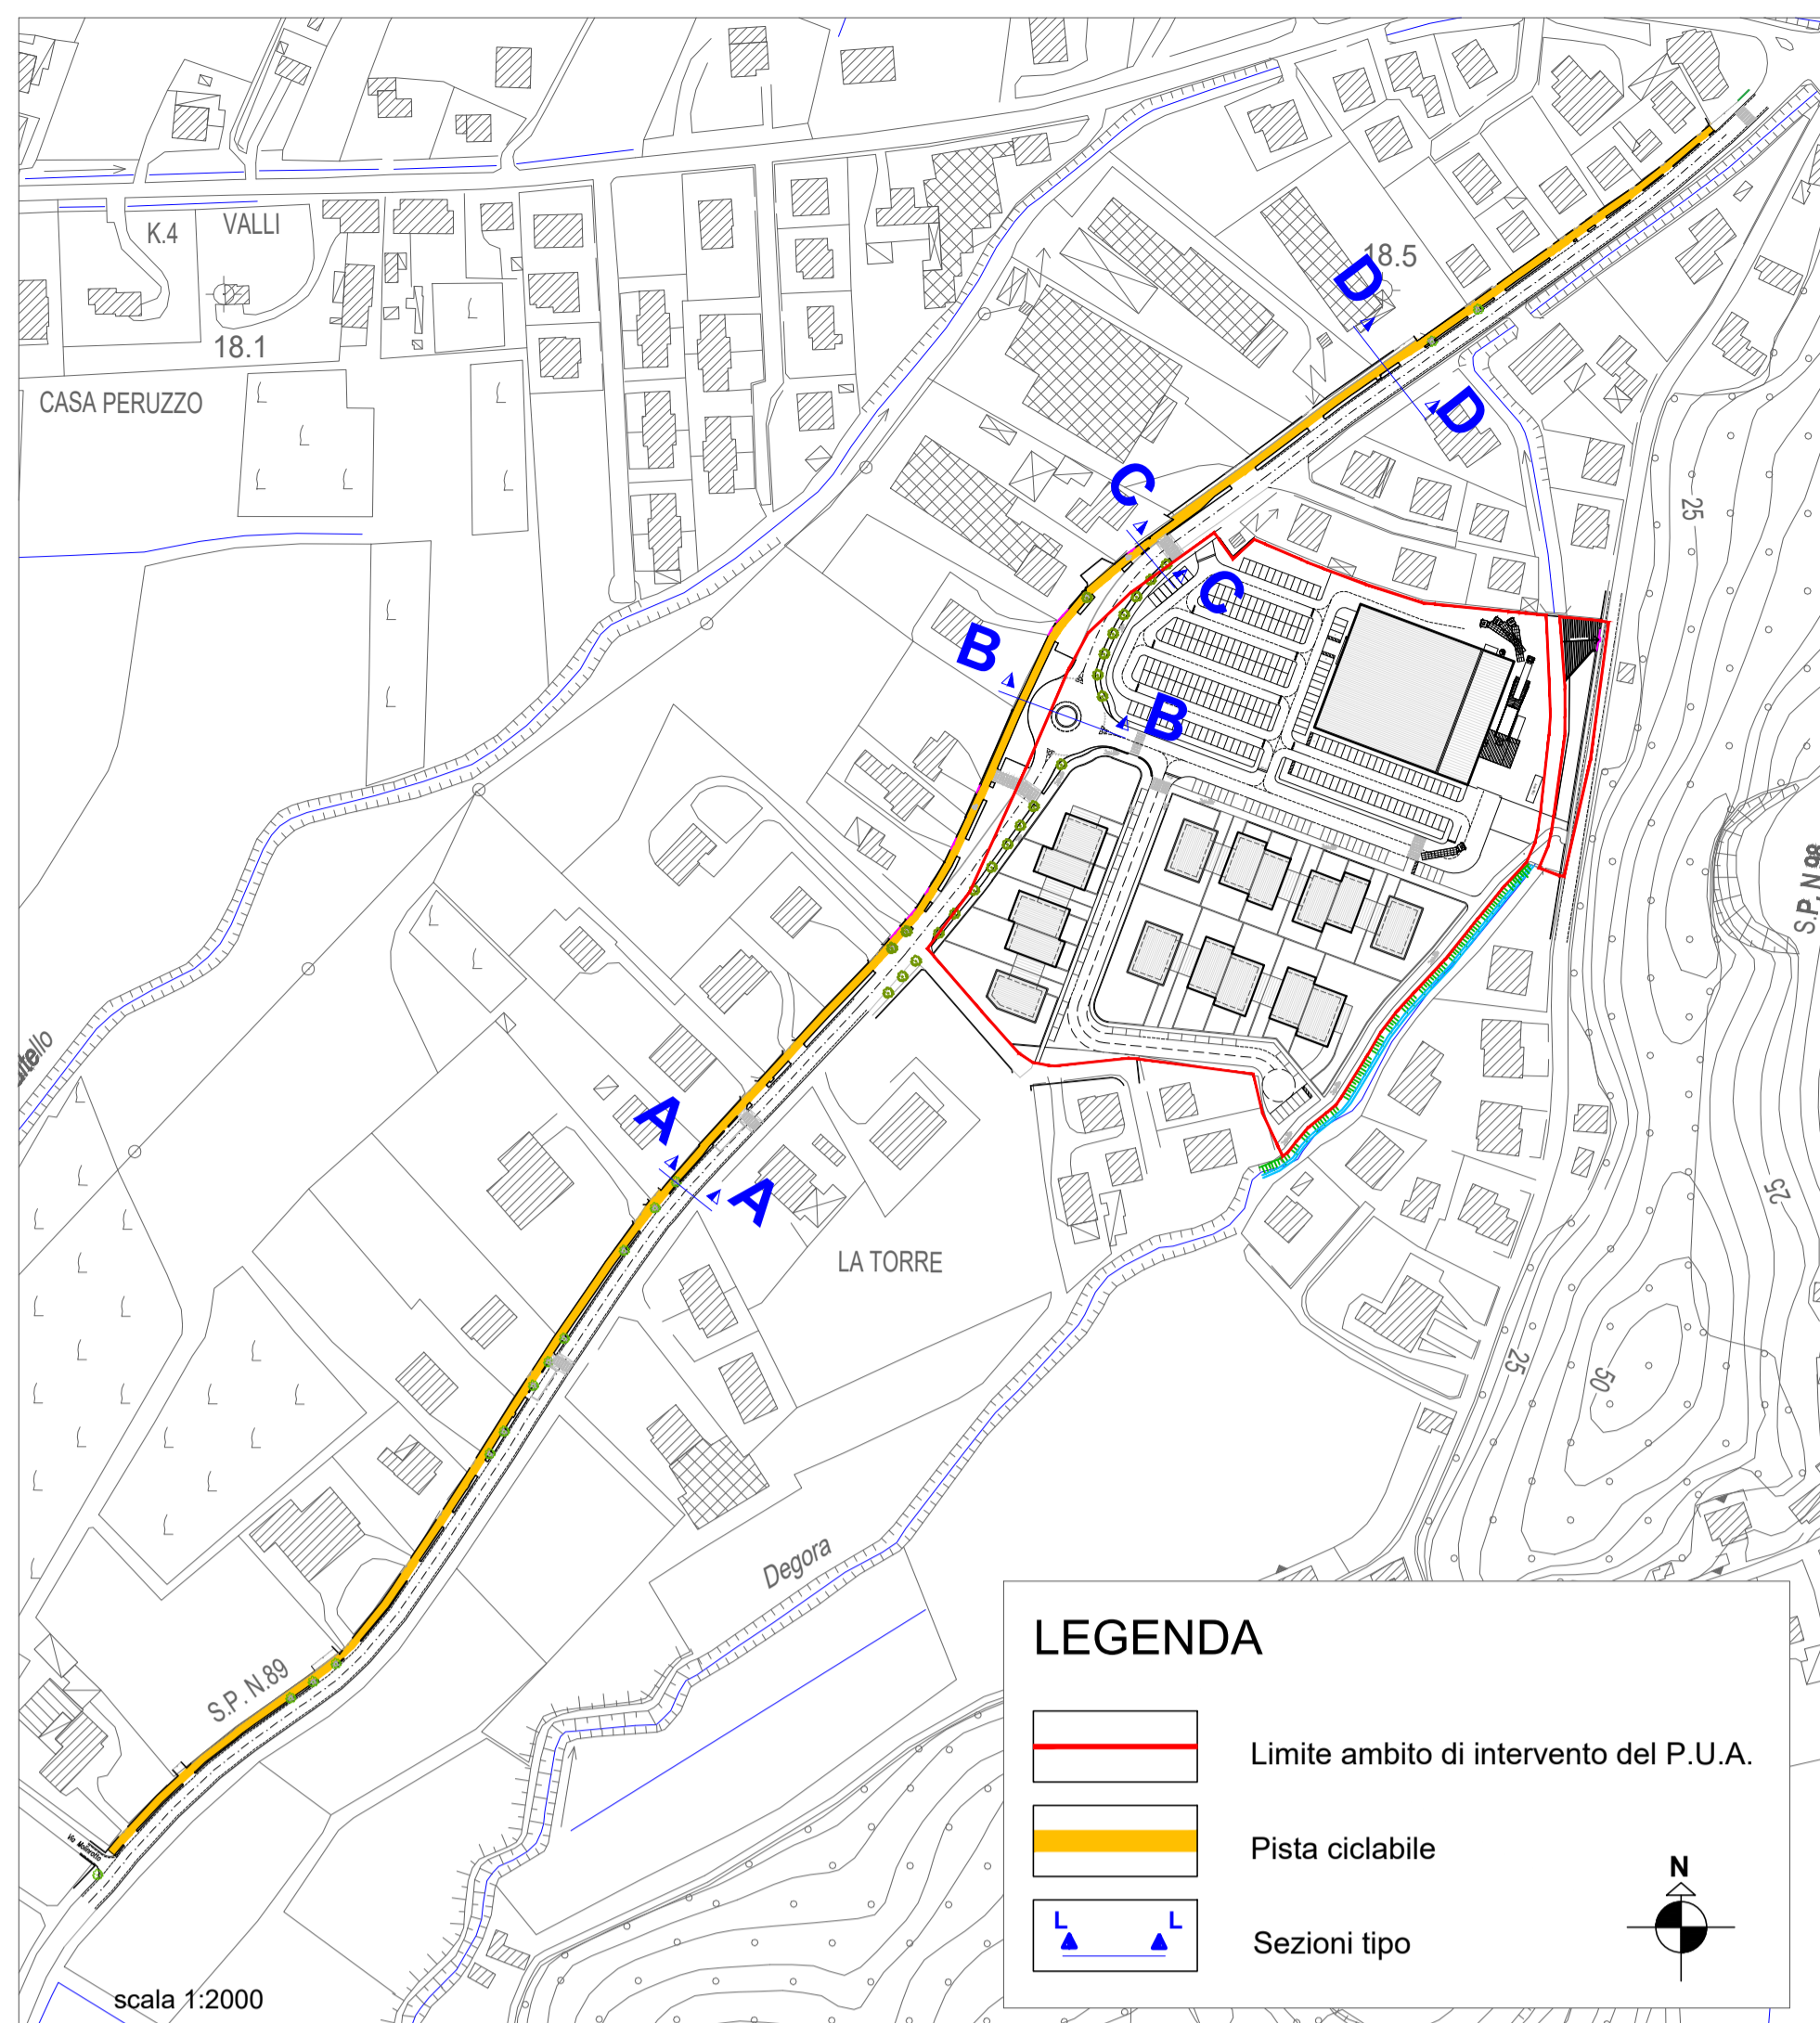 K.4
VALLI
18.1
CASA PERUZZO
18.5
D
D
C
C
B
B
25
S.P. N.
A
A
LA TORRE
25
25
50
Degora
S.P. N.89
LEGENDA
Limite ambito di intervento del P.U.A.
Pista ciclabile
L L
Sezioni tipo
N
scala 1:2000